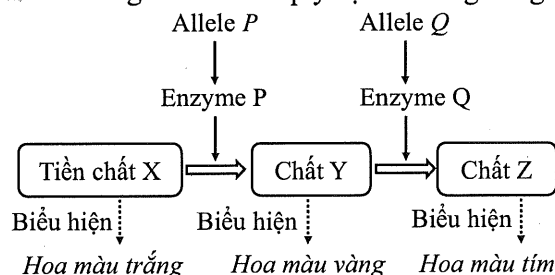 Allele P Allele Q
Enzyme P Enzyme Q
Tiền chất X Chất Y Chất Z
Biểu hiện Biểu hiện Biểu hiện
Hoa màu trắng Hoa màu vàng Hoa màu tím